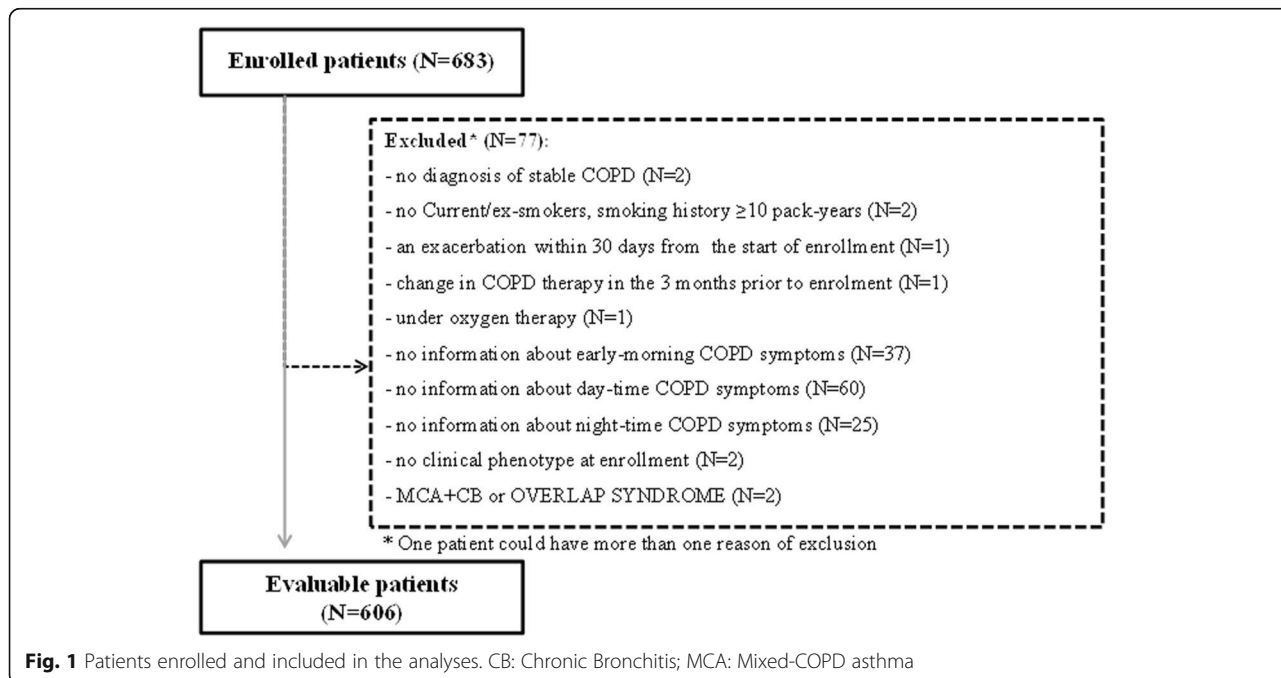 Enrolled patients (N=683)
Excluded* (N=77):
- no diagnosis of stable COPD (N=2)
- no Current/ex-smokers, smoking history ≥10 pack-years (N=2)
- an exacerbation within 30 days from the start of enrollment (N=1)
- change in COPD therapy in the 3 months prior to enrolment (N=1)
- under oxygen therapy (N=1)
- no information about early-morning COPD symptoms (N=37)
- no information about day-time COPD symptoms (N=60)
- no information about night-time COPD symptoms (N=25)
- no clinical phenotype at enrollment (N=2)
- MCA+CB or OVERLAP SYNDROME (N=2)
* One patient could have more than one reason of exclusion
Evaluable patients
(N=606)
Fig. 1 Patients enrolled and included in the analyses. CB: Chronic Bronchitis; MCA: Mixed-COPD asthma